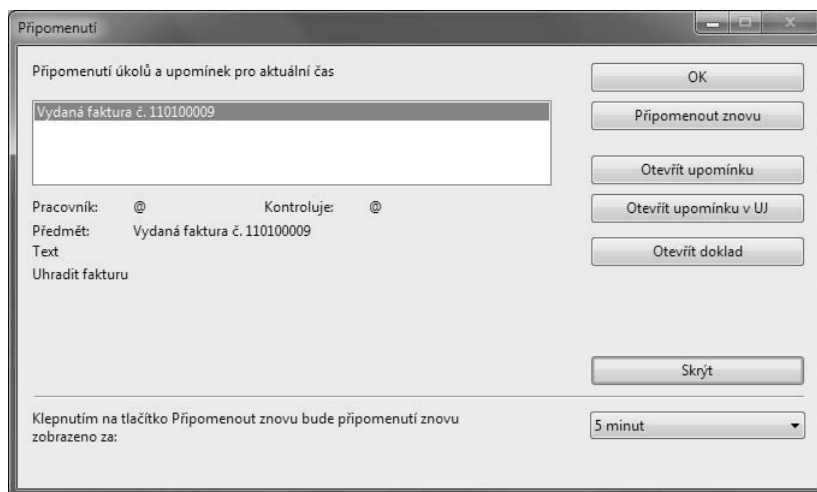 Připomenutí
Připomenutí úkolů a upomínek pro aktuální čas
Vydaná faktura č. 110100009
OK
Připomenout znovu
Otevřít upomínku
Otevřít upomínku v UJ
Otevřít doklad
Pracovník: @ Kontroluje: @
Předmět: Vydaná faktura č. 110100009
Text
Uhradit fakturu
Skrýt
Klepnutím na tlačítko Připomenout znovu bude připomenutí znovu
zobrazeno za:
5 minut